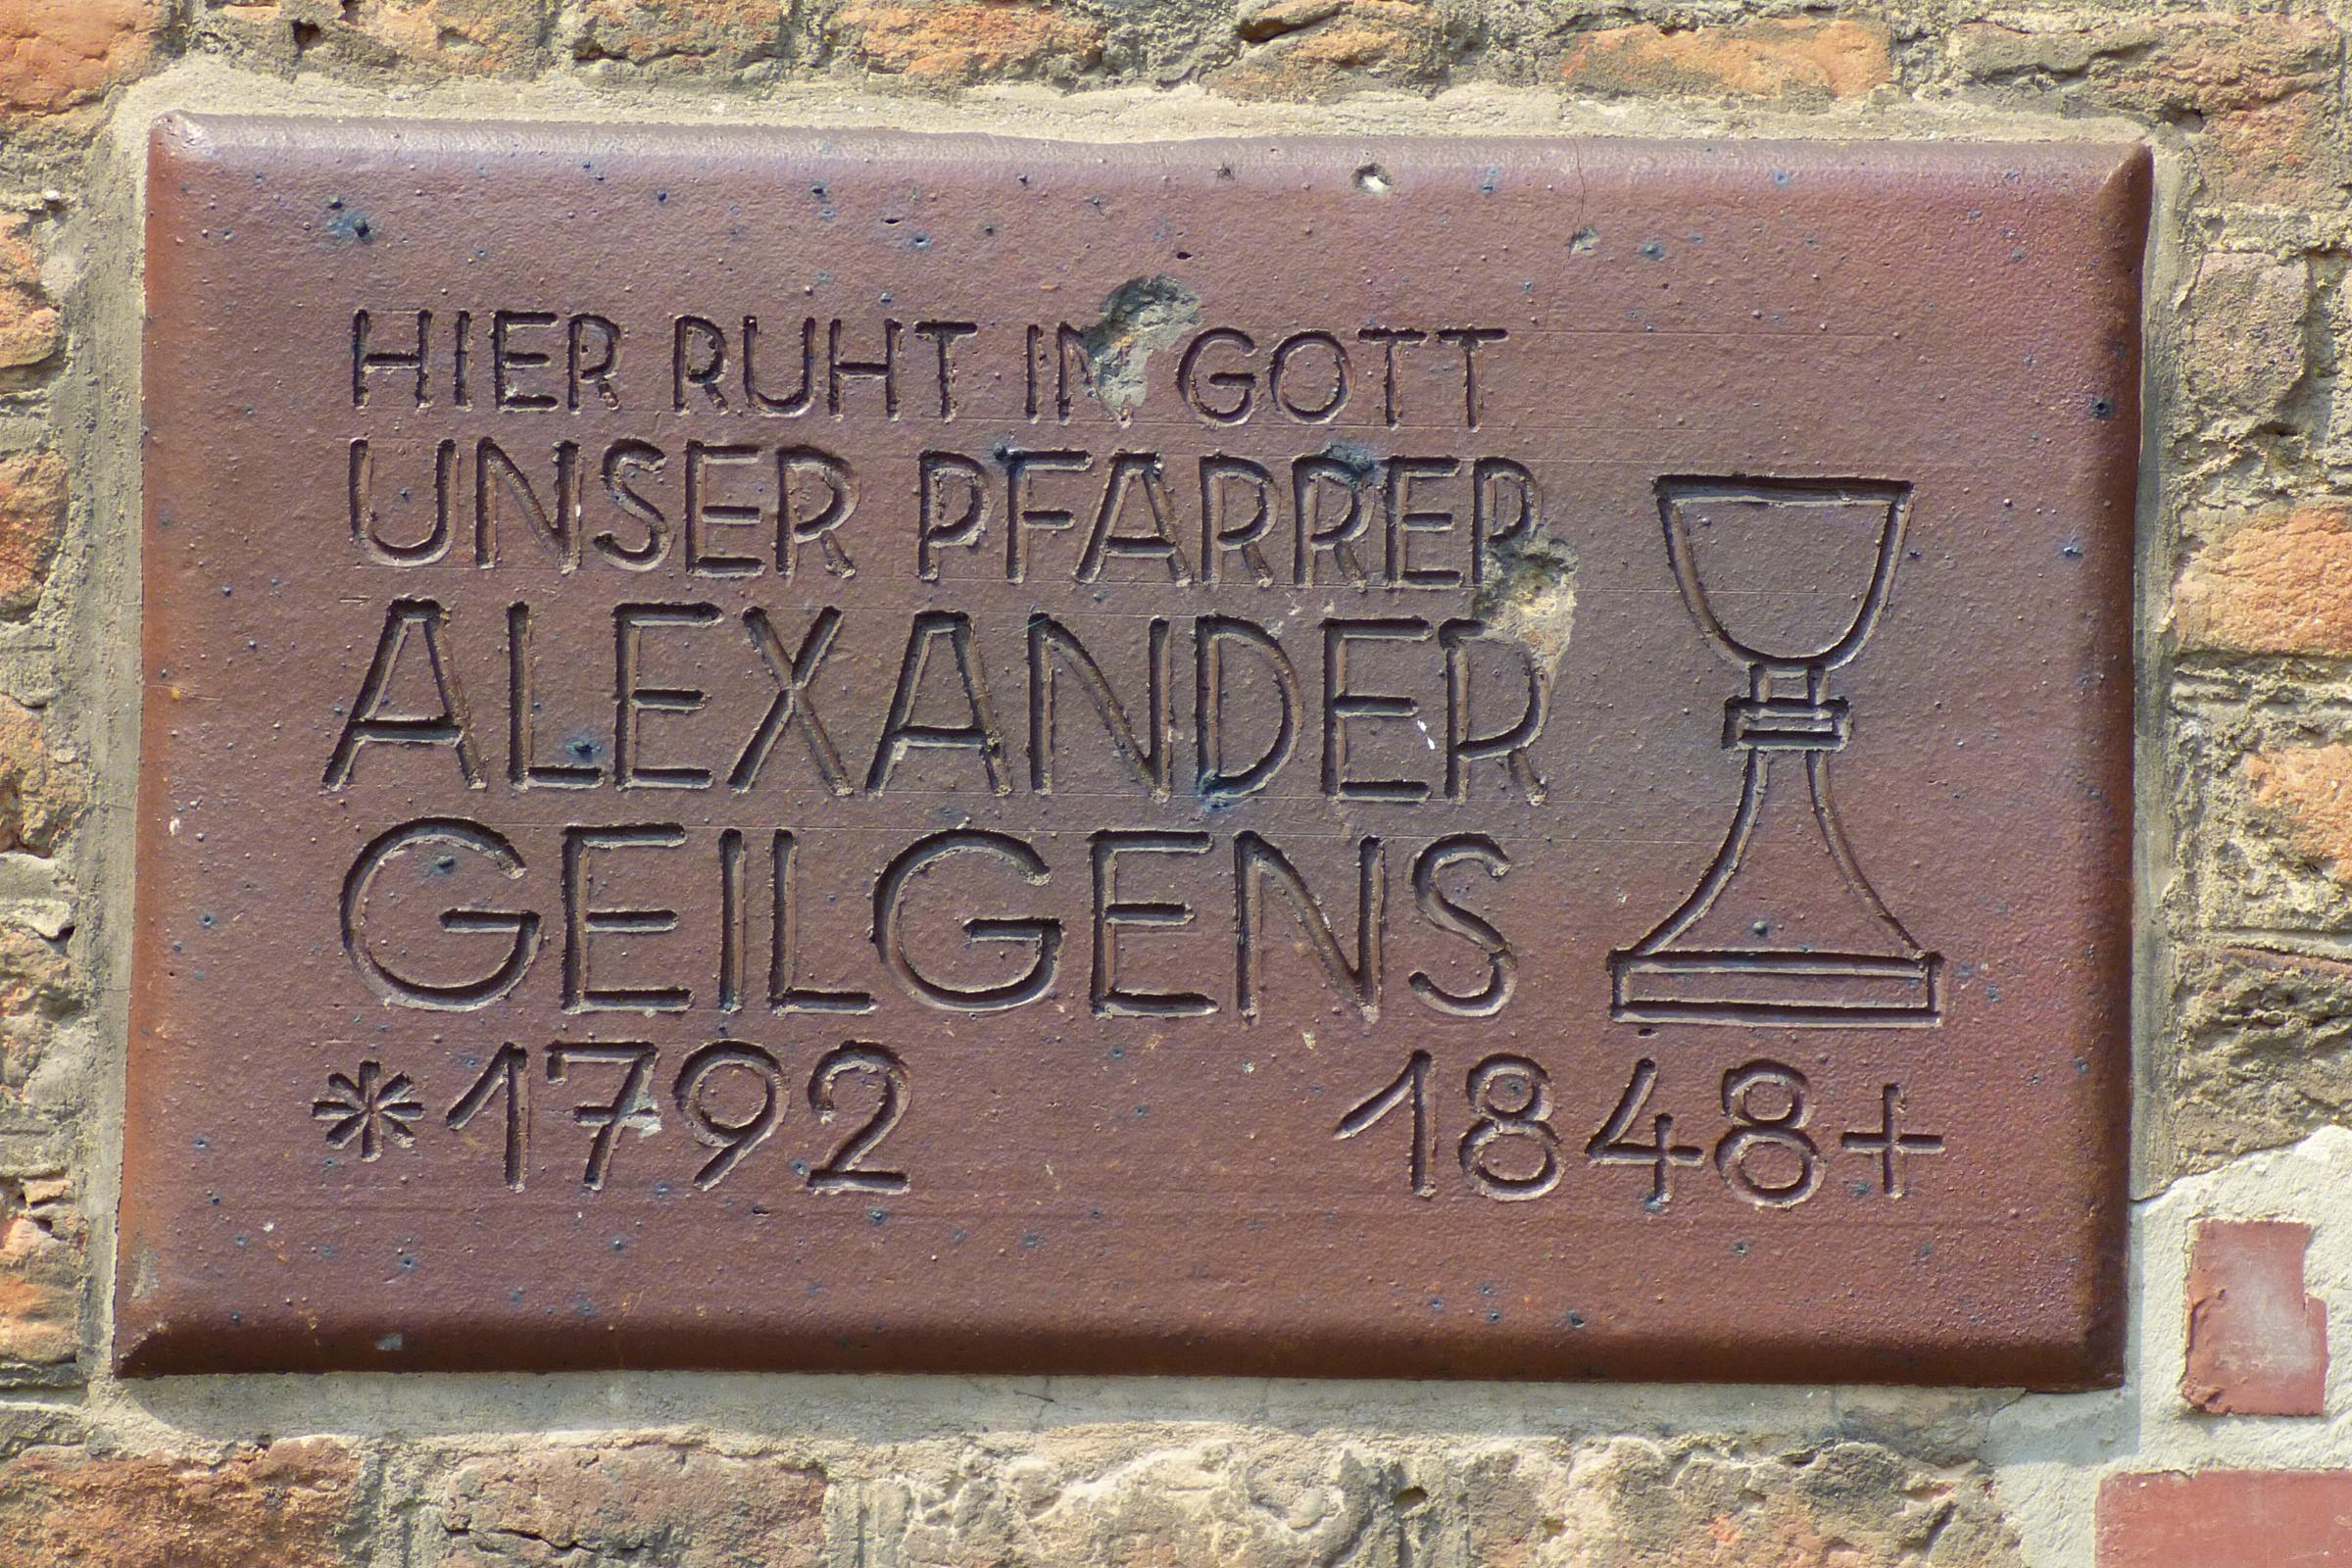 HIER RUHT IN GOTT
UNSER PFARRER
ALEXANDER
GEILGENS
*1792 1848+